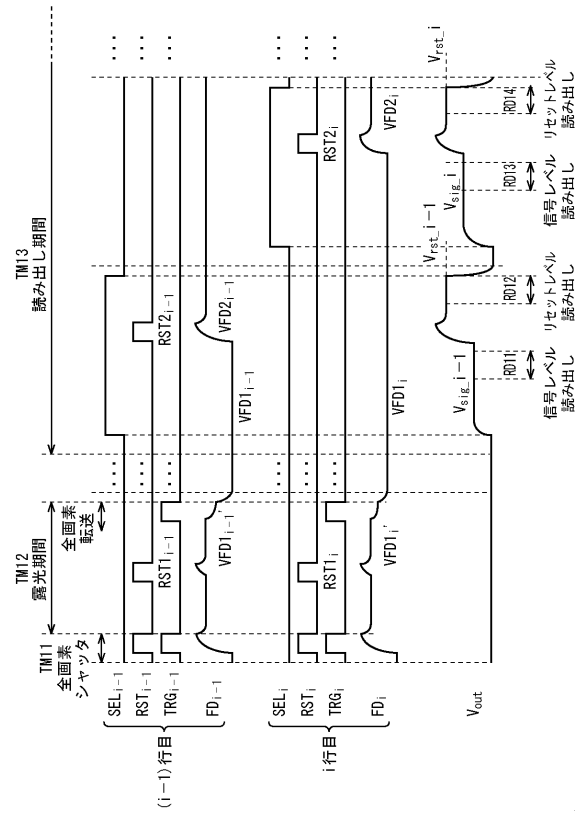 TM11
全画素
シャッタ
TM12
露光期間
全画素
転送
TM13
読み出し期間
(i−1)行目
SELi−1
RSTi−1
TRGi−1
FDi−1
RST1i−1
VFD1i−1'
VFD1i−1
RST2i−1
VFD2i−1
i行目
SELi
RSTi
TRGi
FDi
RST1i
VFD1i'
VFD1i
RST2i
VFD2i
Vout
Vsig_i−1
Vrst_i−1
Vsig_i
Vrst_i
RD11
信号レベル
読み出し
RD12
リセットレベル
読み出し
RD13
信号レベル
読み出し
RD14
リセットレベル
読み出し